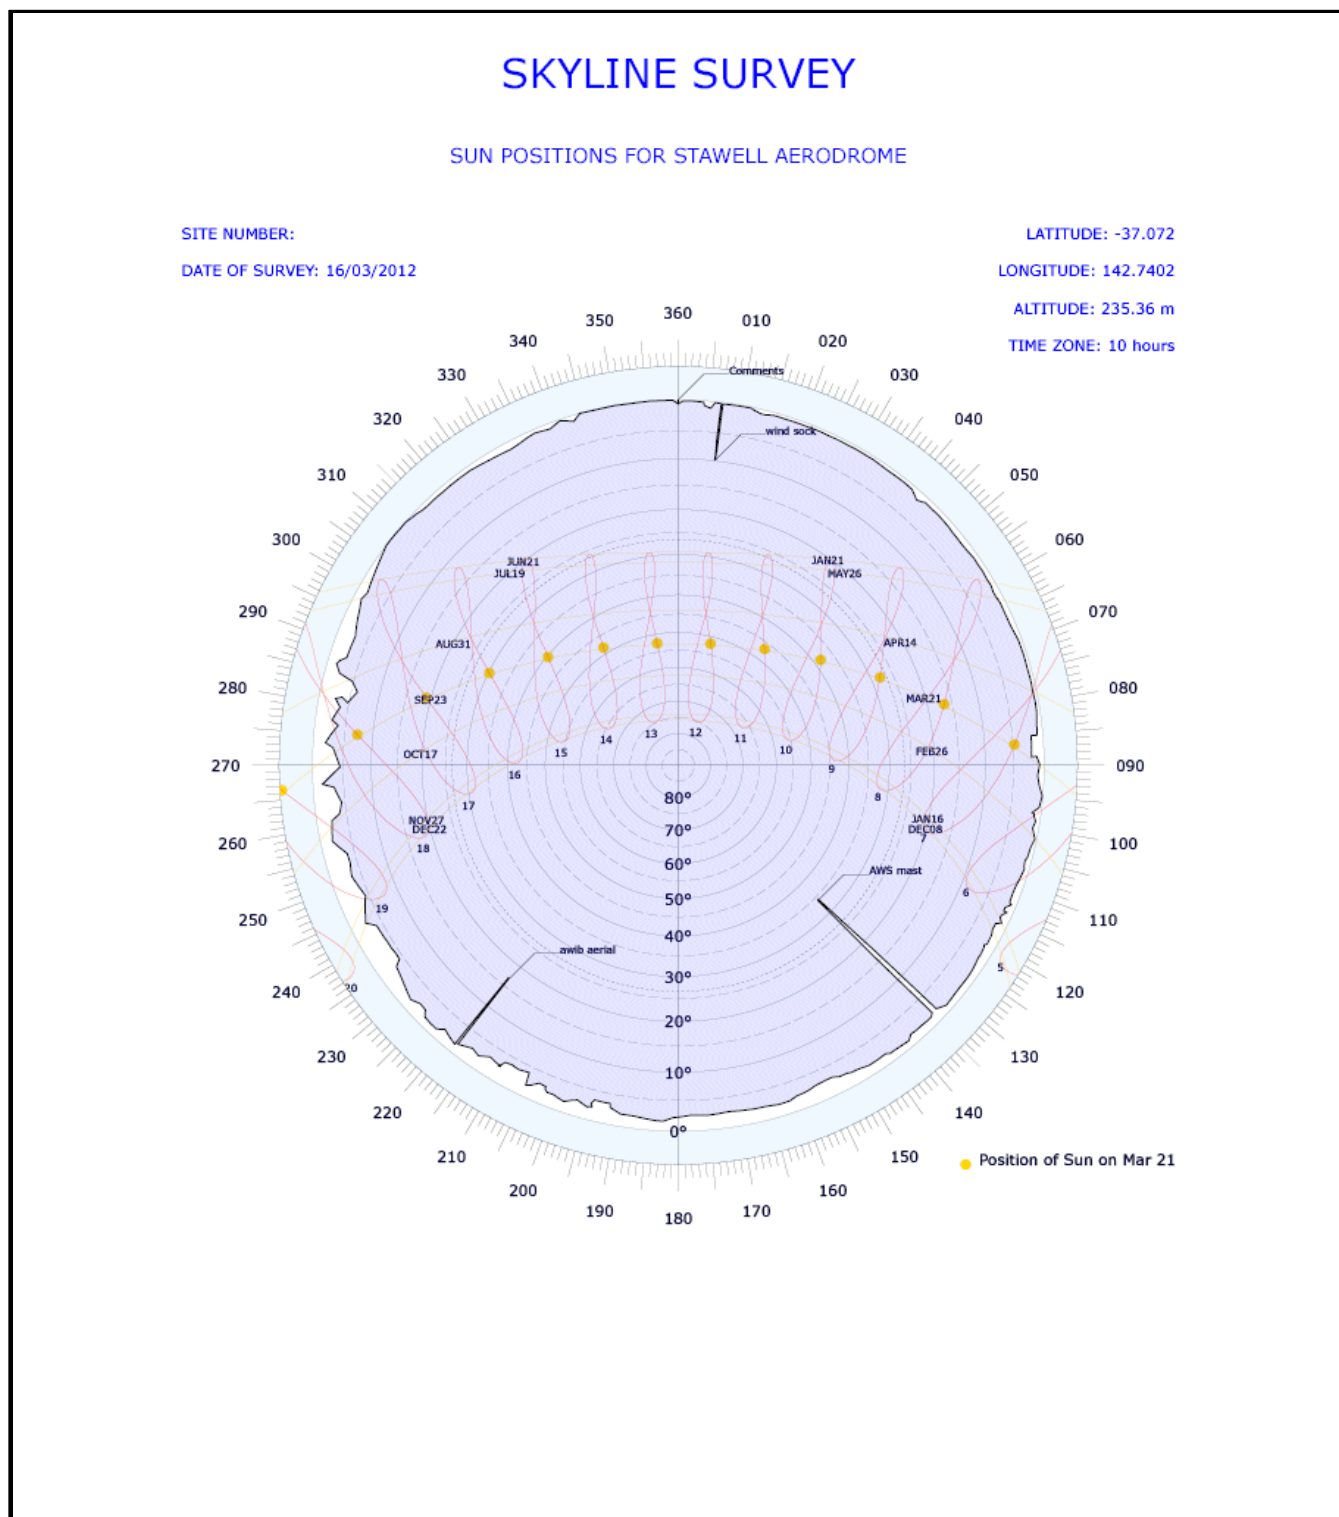 SKYLINE SURVEY
SUN POSITIONS FOR STAWELL AERODROME
SITE NUMBER:
LATITUDE: -37.072
DATE OF SURVEY: 16/03/2012
LONGITUDE: 142.7402
ALTITUDE: 235.36 m
TIME ZONE: 10 hours
360
350
010
340
020
330
030
320
040
310
050
300
060
290
070
280
080
270
090
260
100
250
110
240
120
230
130
220
140
210
150
200
160
190
170
180
Comments
wind sock
JUN21
JAN21
JUL19
MAY26
AUG31
APR14
SEP23
MAR21
OCT17
FEB26
NOV27
JAN16
DEC22
DEC08
20
19
18
17
16
15
14
13
12
11
10
9
8
7
6
5
80°
70°
60°
50°
40°
30°
20°
10°
0°
AWS mast
awib aerial
Position of Sun on Mar 21